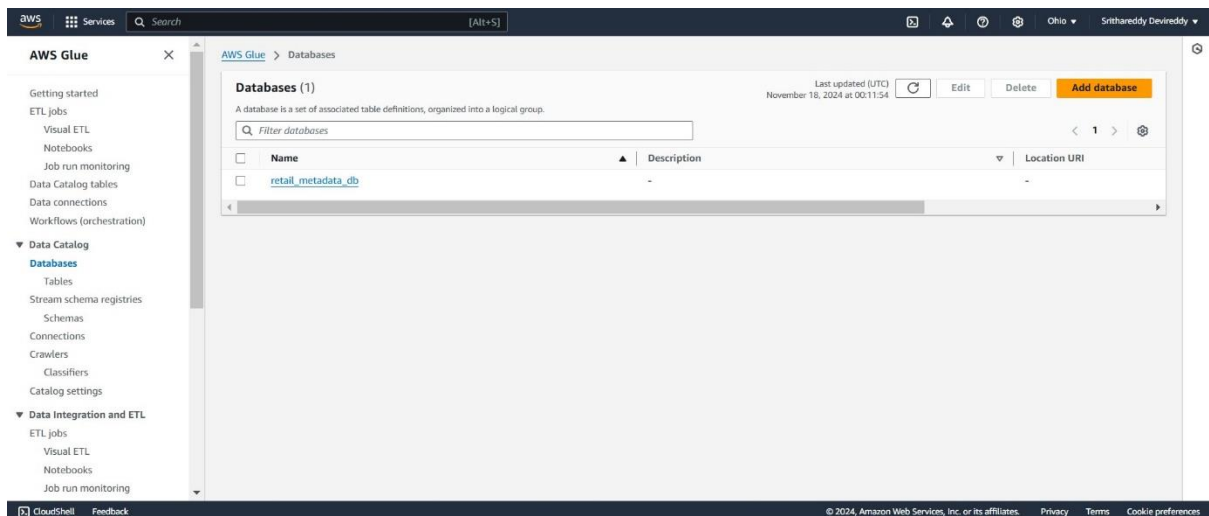 aws Services Search [Alt+S] Ohio Srithareddy Devireddy
AWS Glue
Getting started
ETL jobs
Visual ETL
Notebooks
Job run monitoring
Data Catalog tables
Data connections
Workflows (orchestration)
Data Catalog
Databases
Tables
Stream schema registries
Schemas
Connections
Crawlers
Classifiers
Catalog settings
Data Integration and ETL
ETL jobs
Visual ETL
Notebooks
Job run monitoring
AWS Glue > Databases
Databases (1)
Last updated (UTC)
November 18, 2024 at 00:11:54
Edit Delete Add database
A database is a set of associated table definitions, organized into a logical group.
Filter databases
< 1 >
Name Description Location URI
retail_metadata_db - -
CloudShell Feedback © 2024, Amazon Web Services, Inc. or its affiliates. Privacy Terms Cookie preferences